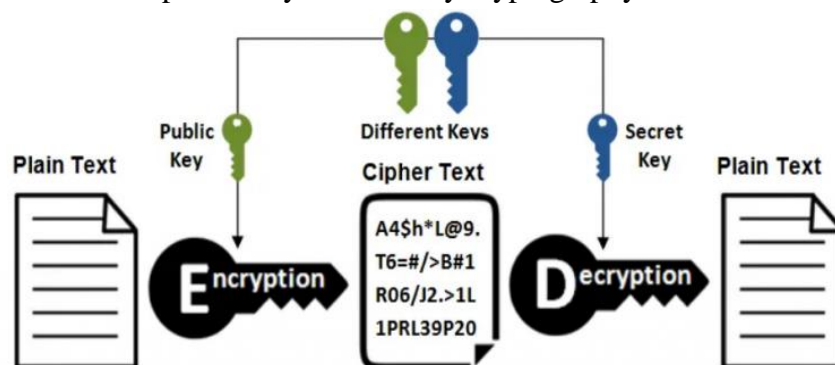 Public
Key
Different Keys
Secret
Key
Plain Text
Cipher Text
Plain Text
Encryption
A4$h*L@9.
T6=#/>B#1
R06/J2.>1L
1PRL39P20
Decryption